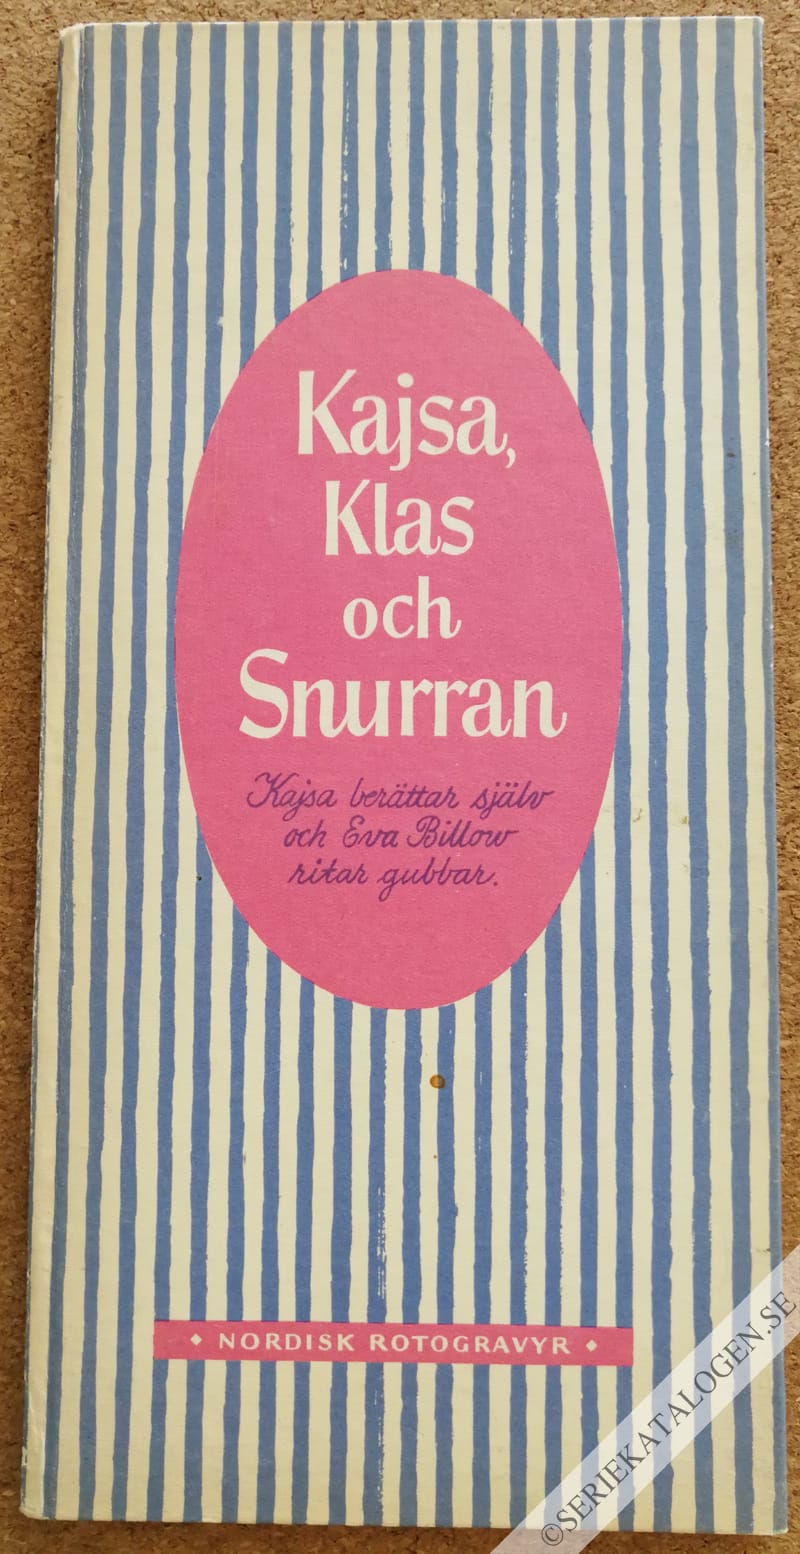 Kajsa,
Klas
och
Snurran
Kajsa berättar själv
och Eva Billow
ritar gubbar.
◆ NORDISK ROTOGRAVYR ◆
©SERIEKATALOGEN.SE